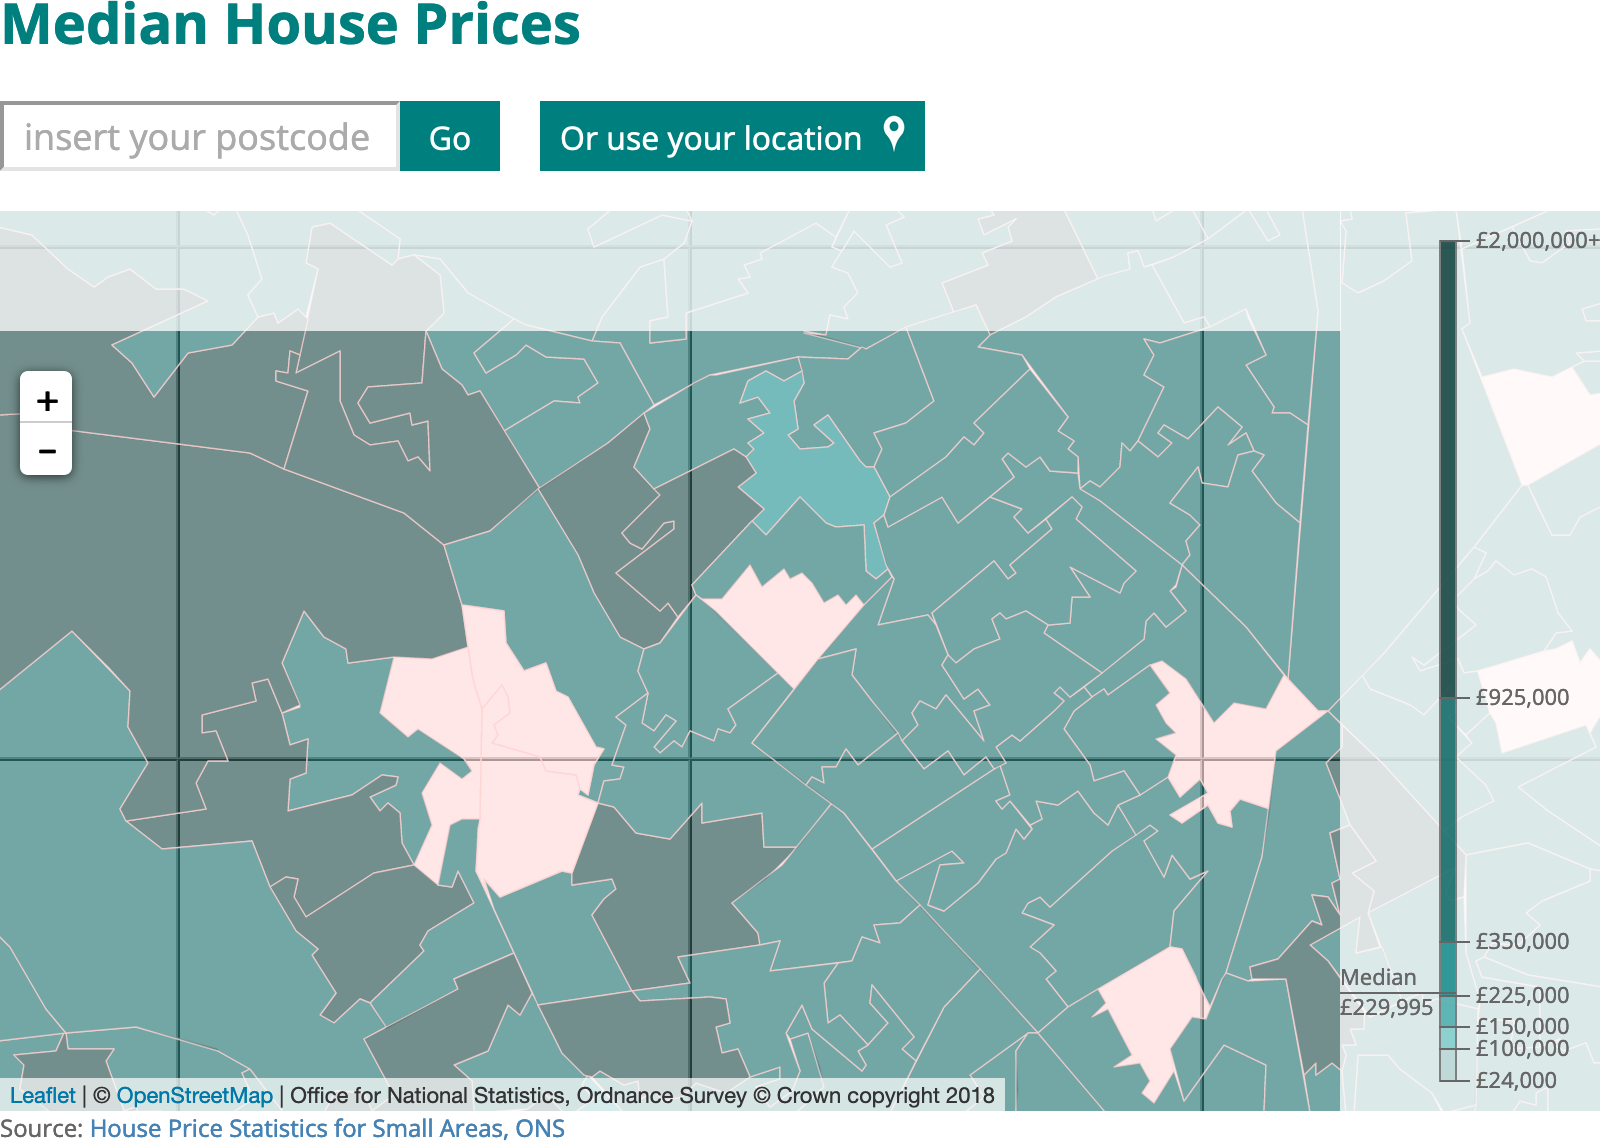 Median House Prices
insert your postcode
Go
Or use your location
+
−
£2,000,000+
£925,000
£350,000
Median
£229,995
£225,000
£150,000
£100,000
£24,000
Leaflet | © OpenStreetMap | Office for National Statistics, Ordnance Survey © Crown copyright 2018
Source: House Price Statistics for Small Areas, ONS